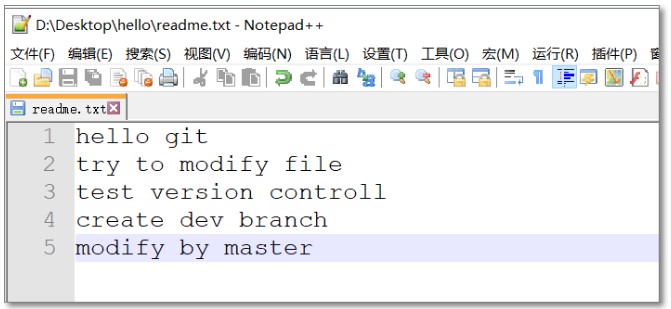 D:\Desktop\hello\readme.txt - Notepad++
文件(F) 编辑(E) 搜索(S) 视图(V) 编码(N) 语言(L) 设置(T) 工具(O) 宏(M) 运行(R) 插件(P)
readme.txt
1 hello git
2 try to modify file
3 test version controll
4 create dev branch
5 modify by master